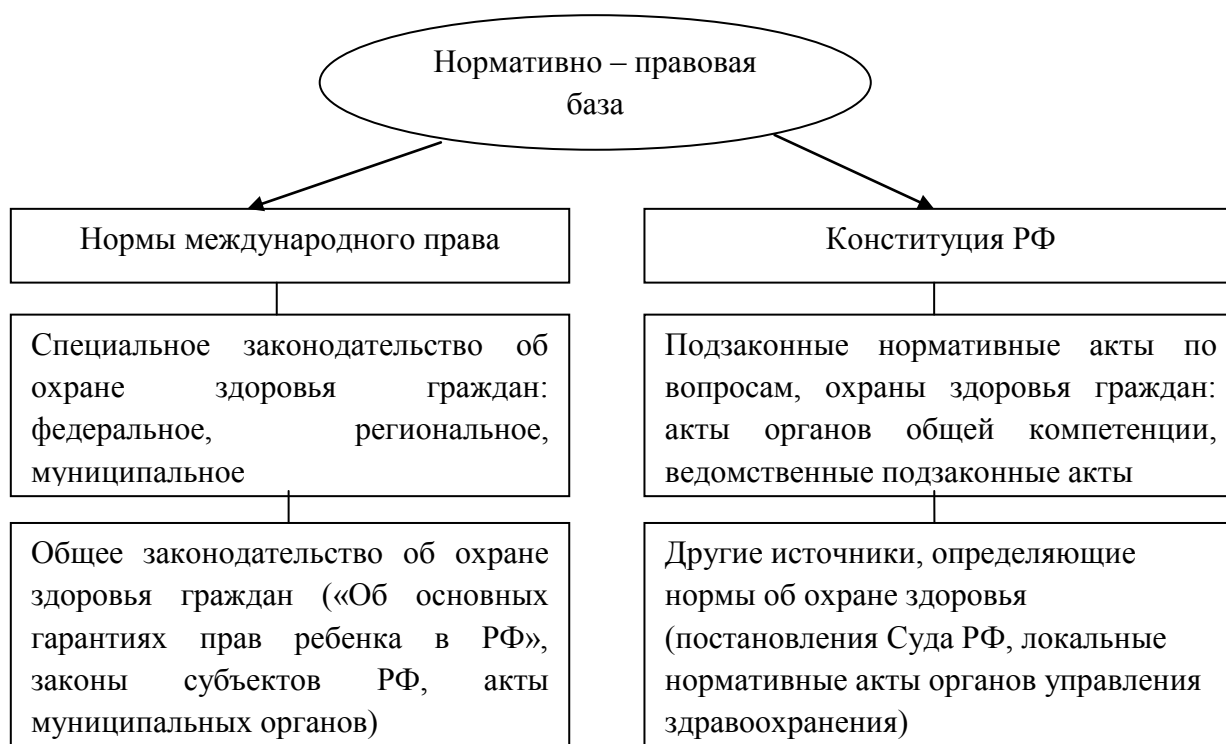 Нормативно – правовая
база
Нормы международного права
Конституция РФ
Специальное законодательство об
охране здоровья граждан:
федеральное, региональное,
муниципальное
Подзаконные нормативные акты по
вопросам, охраны здоровья граждан:
акты органов общей компетенции,
ведомственные подзаконные акты
Общее законодательство об охране
здоровья граждан («Об основных
гарантиях прав ребенка в РФ»,
законы субъектов РФ, акты
муниципальных органов)
Другие источники, определяющие
нормы об охране здоровья
(постановления Суда РФ, локальные
нормативные акты органов управления
здравоохранения)